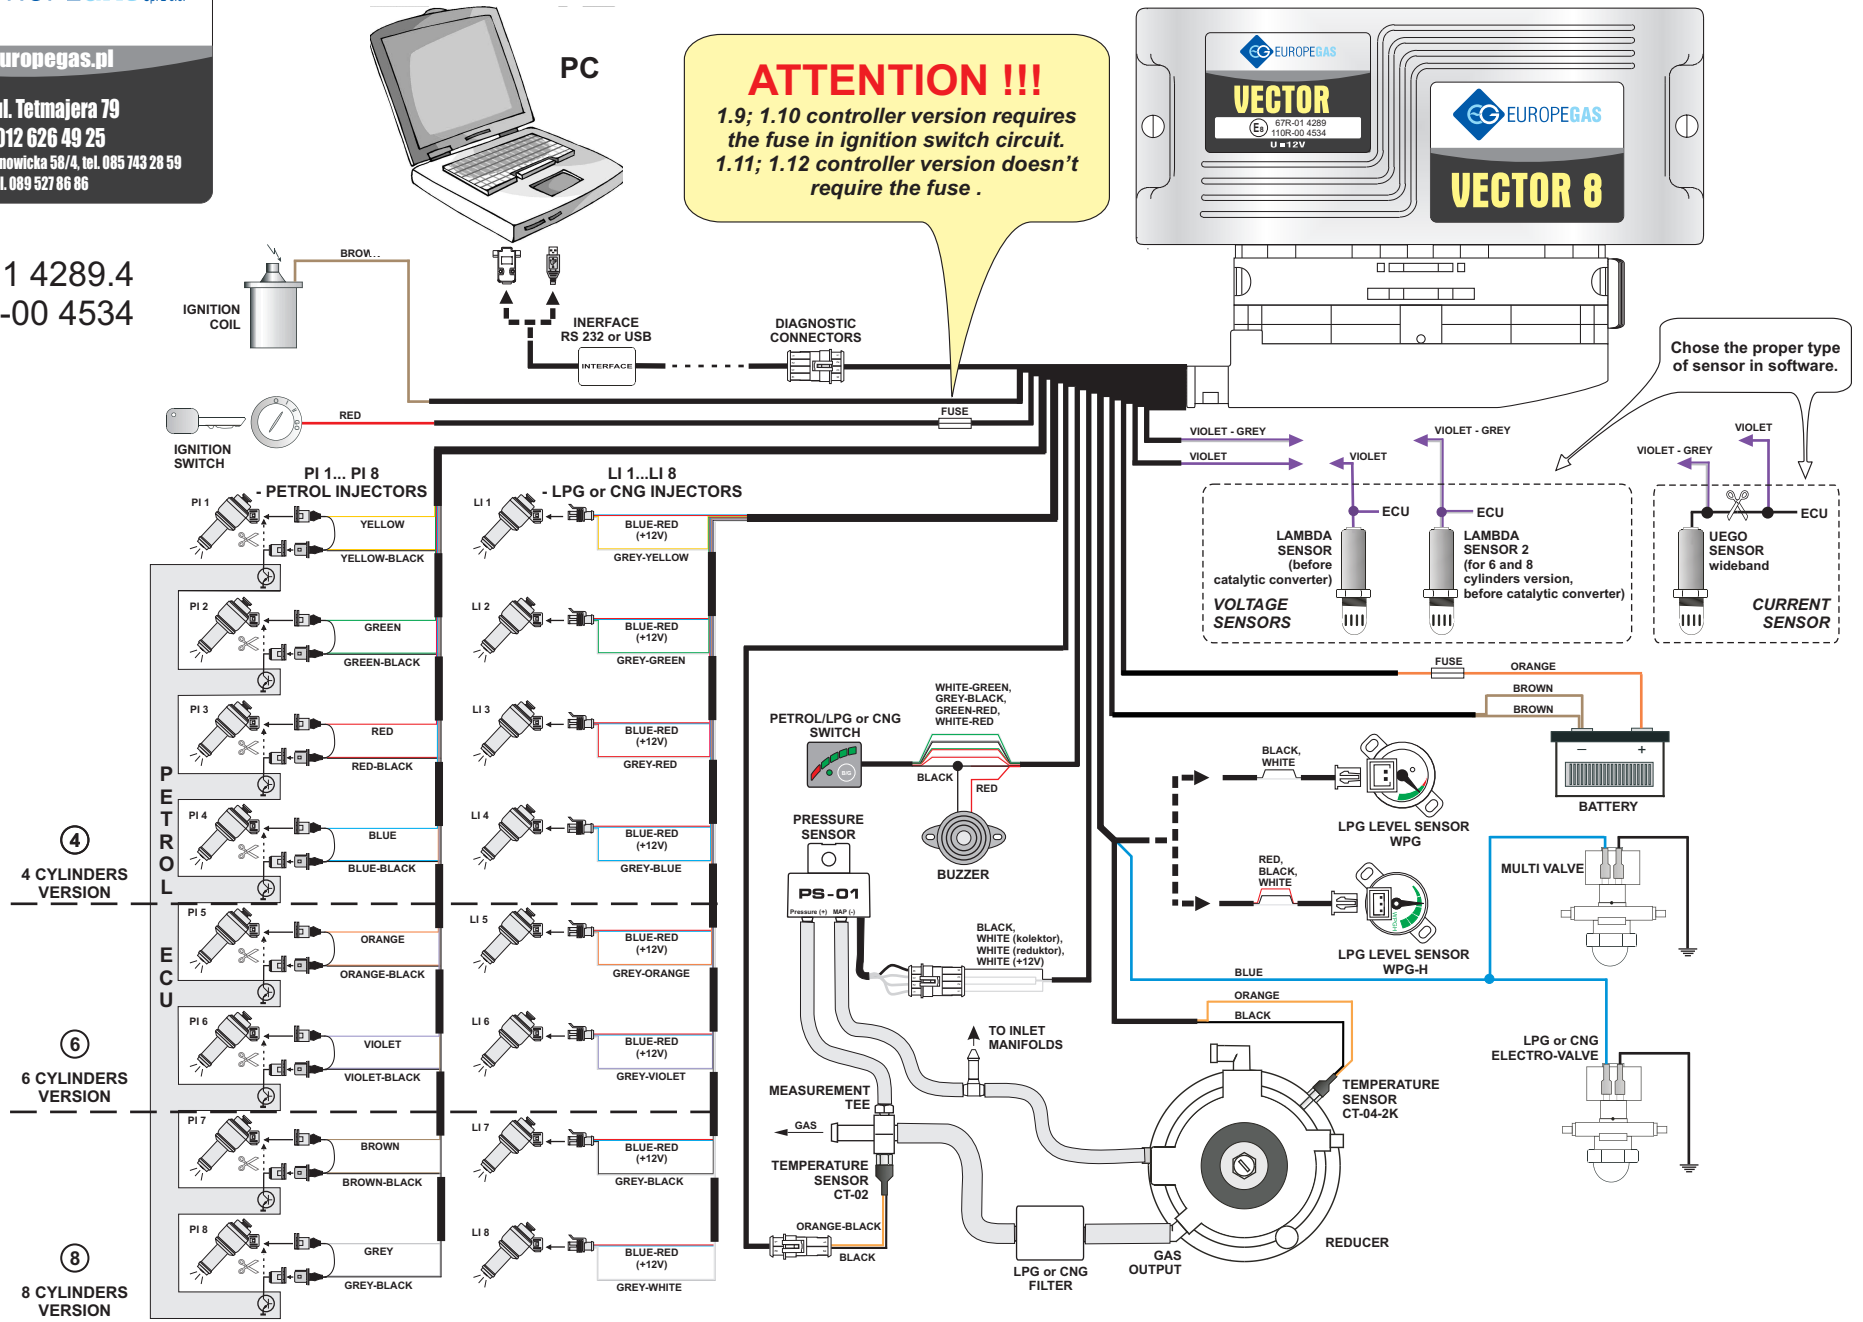 uropegas.pl
ul. Tetmajera 79
012 626 49 25
nowicka 58/4, tel. 085 743 28 59
l. 089 527 86 86
1 4289.4
-00 4534
PC
ATTENTION !!!
1.9; 1.10 controller version requires
the fuse in ignition switch circuit.
1.11; 1.12 controller version doesn't
require the fuse .
EUROPEGAS
VECTOR
E8
67R-01 4289
110R-00 4534
U=12V
EUROPEGAS
VECTOR 8
IGNITION
COIL
BROW...
INERFACE
RS 232 or USB
INTERFACE
DIAGNOSTIC
CONNECTORS
IGNITION
SWITCH
RED
FUSE
Chose the proper type
of sensor in software.
VIOLET - GREY
VIOLET
VIOLET
VIOLET - GREY
VIOLET - GREY
VIOLET
ECU
ECU
ECU
LAMBDA
SENSOR
(before
catalytic converter)
LAMBDA
SENSOR 2
(for 6 and 8
cylinders version,
before catalytic converter)
VOLTAGE
SENSORS
UEGO
SENSOR
wideband
CURRENT
SENSOR
PI 1... PI 8
- PETROL INJECTORS
LI 1...LI 8
- LPG or CNG INJECTORS
PI 1
YELLOW
YELLOW-BLACK
LI 1
BLUE-RED
(+12V)
GREY-YELLOW
PI 2
GREEN
GREEN-BLACK
LI 2
BLUE-RED
(+12V)
GREY-GREEN
PI 3
RED
RED-BLACK
LI 3
BLUE-RED
(+12V)
GREY-RED
PI 4
BLUE
BLUE-BLACK
LI 4
BLUE-RED
(+12V)
GREY-BLUE
PI 5
ORANGE
ORANGE-BLACK
LI 5
BLUE-RED
(+12V)
GREY-ORANGE
PI 6
VIOLET
VIOLET-BLACK
LI 6
BLUE-RED
(+12V)
GREY-VIOLET
PI 7
BROWN
BROWN-BLACK
LI 7
BLUE-RED
(+12V)
GREY-BLACK
PI 8
GREY
GREY-BLACK
LI 8
BLUE-RED
(+12V)
GREY-WHITE
PETROL ECU
4
4 CYLINDERS
VERSION
6
6 CYLINDERS
VERSION
8
8 CYLINDERS
VERSION
PETROL/LPG or CNG
SWITCH
WHITE-GREEN,
GREY-BLACK,
GREEN-RED,
WHITE-RED
BLACK
RED
BUZZER
PRESSURE
SENSOR
PS-01
Pressure (+) MAP (-)
BLACK,
WHITE (kolektor),
WHITE (reduktor),
WHITE (+12V)
FUSE
ORANGE
BROWN
BROWN
– +
BATTERY
BLACK,
WHITE
LPG LEVEL SENSOR
WPG
RED,
BLACK,
WHITE
WPGH
LPG LEVEL SENSOR
WPG-H
MULTI VALVE
BLUE
ORANGE
BLACK
LPG or CNG
ELECTRO-VALVE
TO INLET
MANIFOLDS
MEASUREMENT
TEE
GAS
TEMPERATURE
SENSOR
CT-02
ORANGE-BLACK
BLACK
TEMPERATURE
SENSOR
CT-04-2K
REDUCER
GAS
OUTPUT
LPG or CNG
FILTER